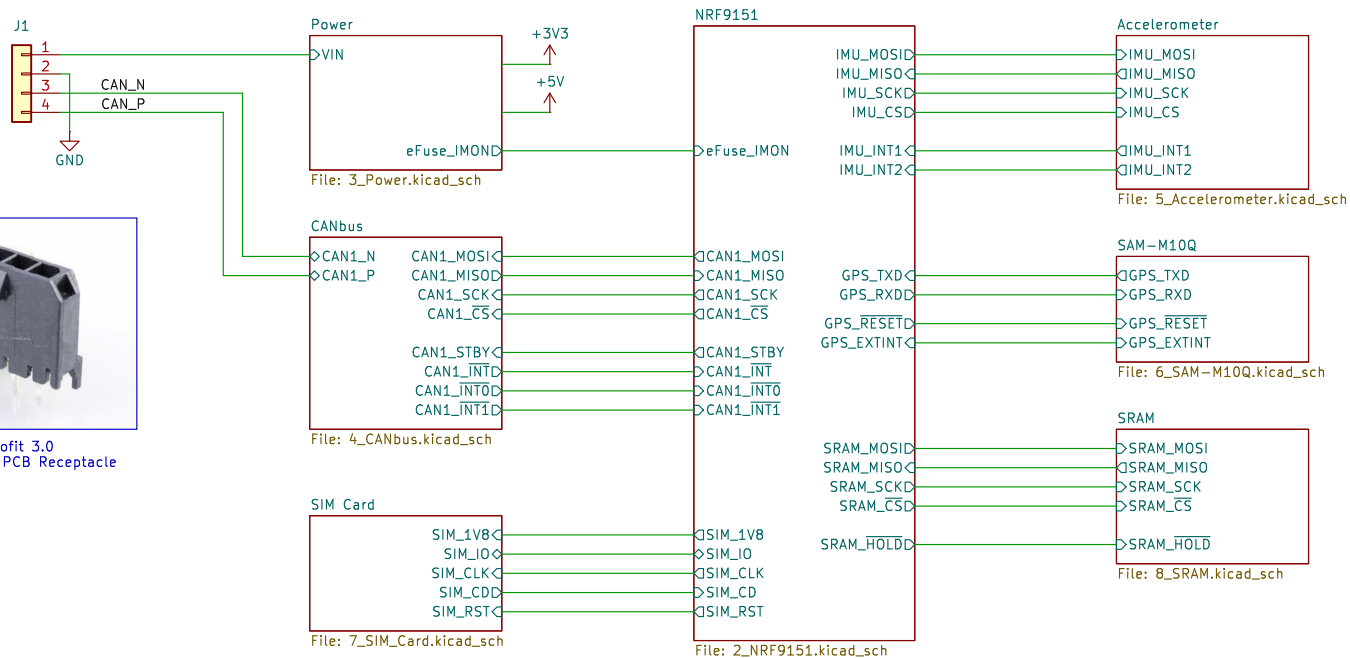 J1
1
2
3
4
CAN_N
CAN_P
GND
ofit 3.0
PCB Receptacle
Power
VIN
+3V3
+5V
eFuse_IMON
File: 3_Power.kicad_sch
CANbus
CAN1_N
CAN1_P
CAN1_MOSI
CAN1_MISO
CAN1_SCK
CAN1_CS
CAN1_STBY
CAN1_INT
CAN1_INT0
CAN1_INT1
File: 4_CANbus.kicad_sch
SIM Card
SIM_1V8
SIM_IO
SIM_CLK
SIM_CD
SIM_RST
File: 7_SIM_Card.kicad_sch
NRF9151
eFuse_IMON
CAN1_MOSI
CAN1_MISO
CAN1_SCK
CAN1_CS
CAN1_STBY
CAN1_INT
CAN1_INT0
CAN1_INT1
SIM_1V8
SIM_IO
SIM_CLK
SIM_CD
SIM_RST
IMU_MOSI
IMU_MISO
IMU_SCK
IMU_CS
IMU_INT1
IMU_INT2
GPS_TXD
GPS_RXD
GPS_RESET
GPS_EXTINT
SRAM_MOSI
SRAM_MISO
SRAM_SCK
SRAM_CS
SRAM_HOLD
File: 2_NRF9151.kicad_sch
Accelerometer
IMU_MOSI
IMU_MISO
IMU_SCK
IMU_CS
IMU_INT1
IMU_INT2
File: 5_Accelerometer.kicad_sch
SAM-M10Q
GPS_TXD
GPS_RXD
GPS_RESET
GPS_EXTINT
File: 6_SAM-M10Q.kicad_sch
SRAM
SRAM_MOSI
SRAM_MISO
SRAM_SCK
SRAM_CS
SRAM_HOLD
File: 8_SRAM.kicad_sch